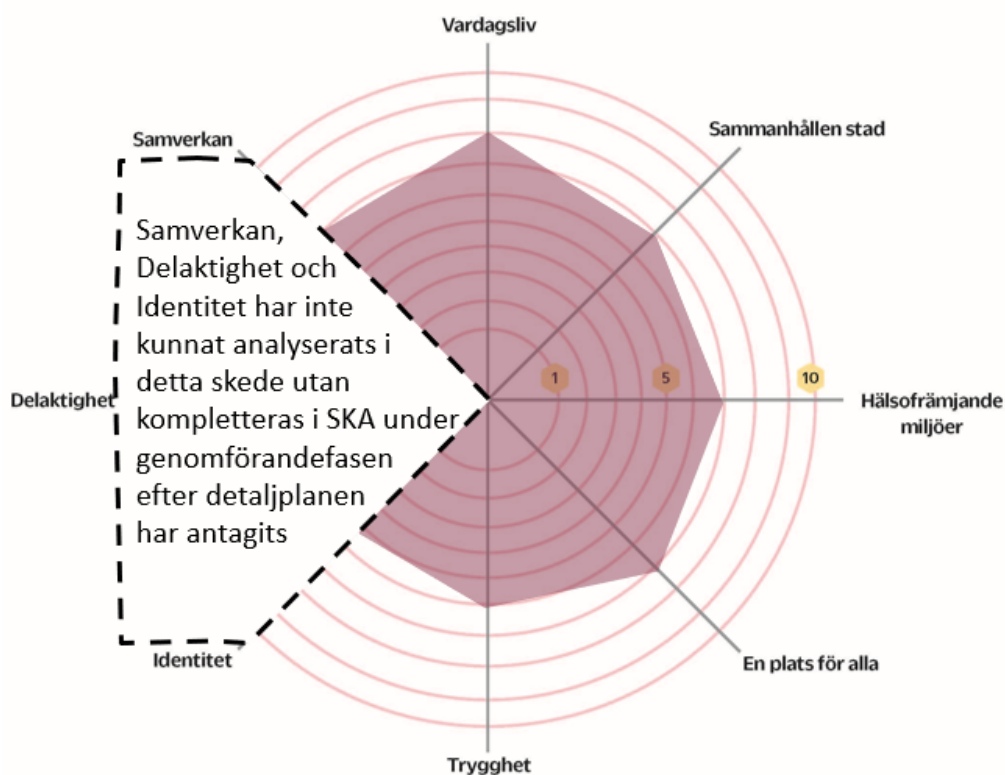 Vardagsliv
Sammanhållen stad
Samverkan
Samverkan,
Delaktighet och
Identitet har inte
kunnat analyserats i
detta skede utan
kompletteras i SKA under
genomförandefasen
efter detaljplanen
har antagits
Delaktighet
1
5
10
Hälsofrämjande
miljöer
Identitet
En plats för alla
Trygghet